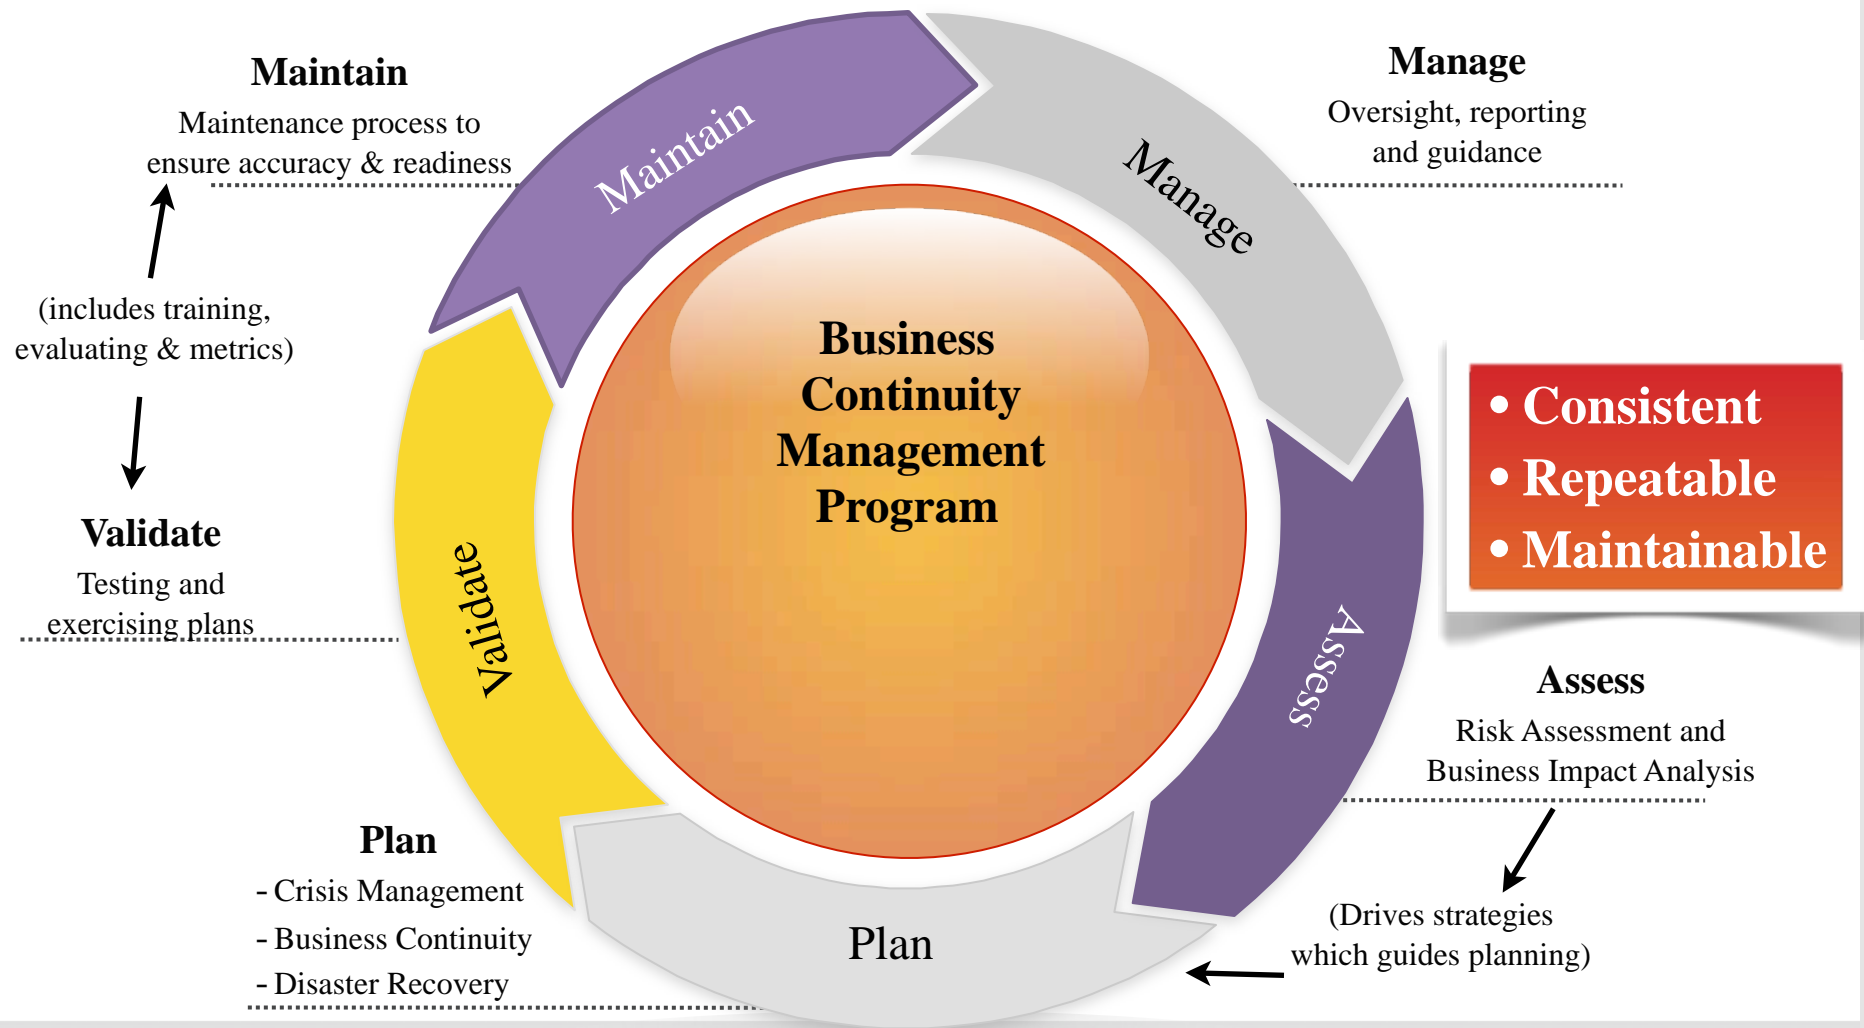 Maintain
Maintenance process to
ensure accuracy & readiness
(includes training,
evaluating & metrics)
Validate
Testing and
exercising plans
Plan
- Crisis Management
- Business Continuity
- Disaster Recovery
Maintain
Manage
Assess
Plan
Validate
Business
Continuity
Management
Program
Manage
Oversight, reporting
and guidance
• Consistent
• Repeatable
• Maintainable
Assess
Risk Assessment and
Business Impact Analysis
(Drives strategies
which guides planning)